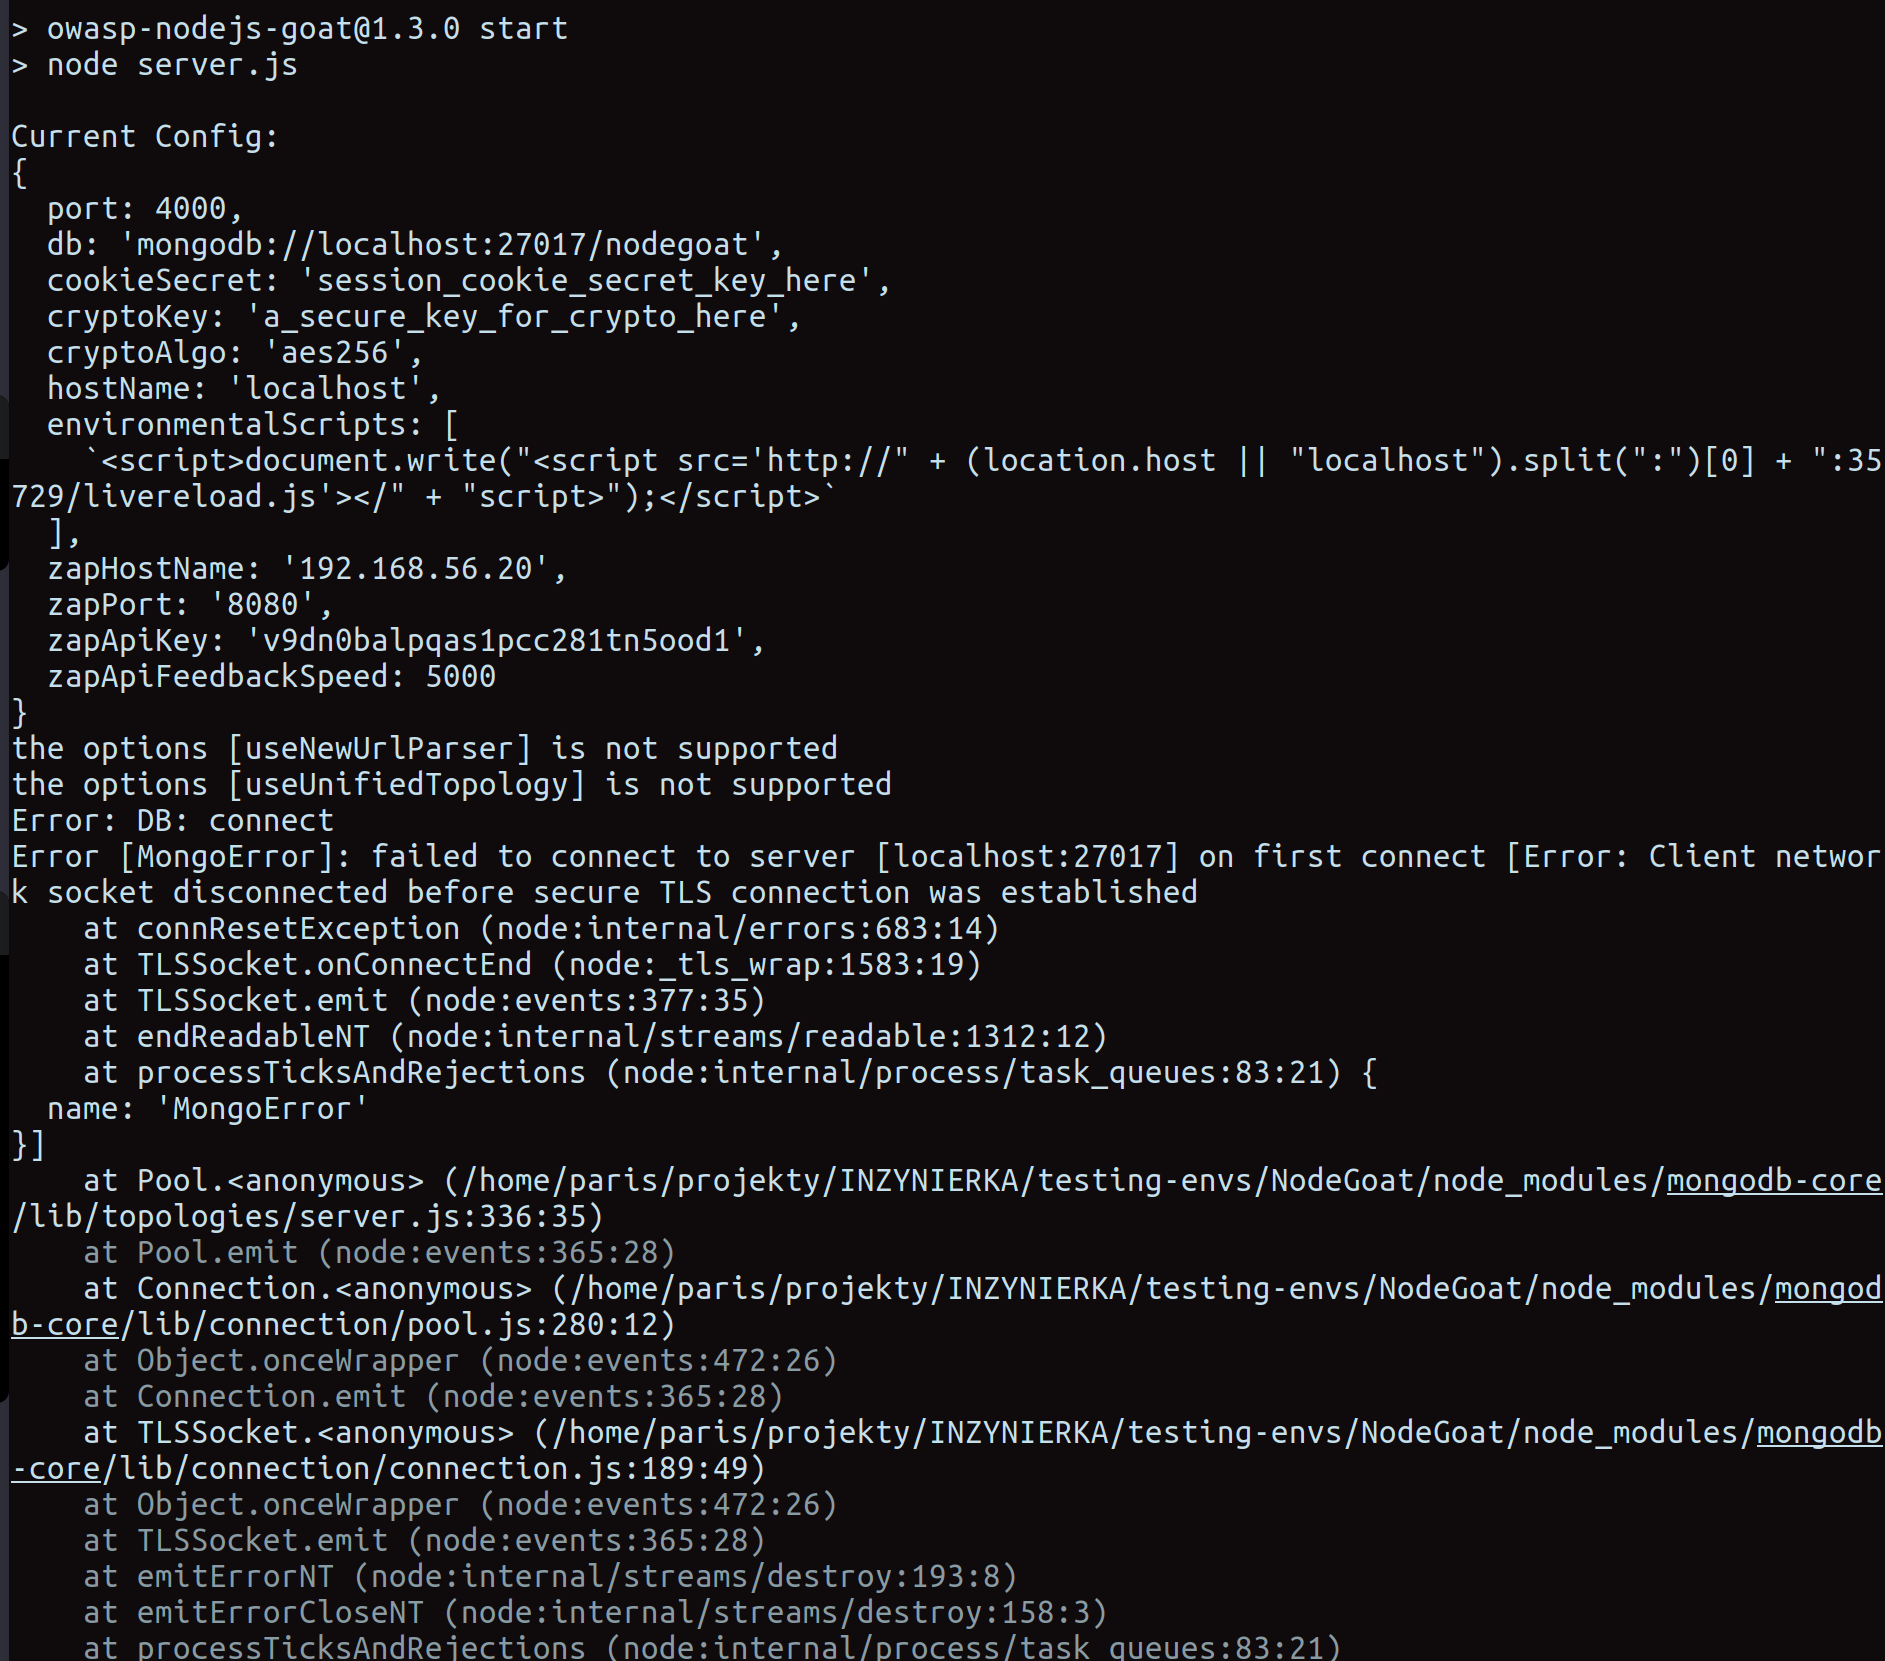 > owasp-nodejs-goat@1.3.0 start
> node server.js
Current Config:
{
  port: 4000,
  db: 'mongodb://localhost:27017/nodegoat',
  cookieSecret: 'session_cookie_secret_key_here',
  cryptoKey: 'a_secure_key_for_crypto_here',
  cryptoAlgo: 'aes256',
  hostName: 'localhost',
  environmentalScripts: [
    `<script>document.write("<script src='http://" + (location.host || "localhost").split(":")[0] + ":35
729/livereload.js'></" + "script>");</script>`
  ],
  zapHostName: '192.168.56.20',
  zapPort: '8080',
  zapApiKey: 'v9dn0balpqas1pcc281tn5ood1',
  zapApiFeedbackSpeed: 5000
}
the options [useNewUrlParser] is not supported
the options [useUnifiedTopology] is not supported
Error: DB: connect
Error [MongoError]: failed to connect to server [localhost:27017] on first connect [Error: Client networ
k socket disconnected before secure TLS connection was established
    at connResetException (node:internal/errors:683:14)
    at TLSSocket.onConnectEnd (node:_tls_wrap:1583:19)
    at TLSSocket.emit (node:events:377:35)
    at endReadableNT (node:internal/streams/readable:1312:12)
    at processTicksAndRejections (node:internal/process/task_queues:83:21) {
  name: 'MongoError'
}]
    at Pool.<anonymous> (/home/paris/projekty/INZYNIERKA/testing-envs/NodeGoat/node_modules/mongodb-core
/lib/topologies/server.js:336:35)
    at Pool.emit (node:events:365:28)
    at Connection.<anonymous> (/home/paris/projekty/INZYNIERKA/testing-envs/NodeGoat/node_modules/mongod
b-core/lib/connection/pool.js:280:12)
    at Object.onceWrapper (node:events:472:26)
    at Connection.emit (node:events:365:28)
    at TLSSocket.<anonymous> (/home/paris/projekty/INZYNIERKA/testing-envs/NodeGoat/node_modules/mongodb
-core/lib/connection/connection.js:189:49)
    at Object.onceWrapper (node:events:472:26)
    at TLSSocket.emit (node:events:365:28)
    at emitErrorNT (node:internal/streams/destroy:193:8)
    at emitErrorCloseNT (node:internal/streams/destroy:158:3)
    at processTicksAndRejections (node:internal/process/task_queues:83:21)